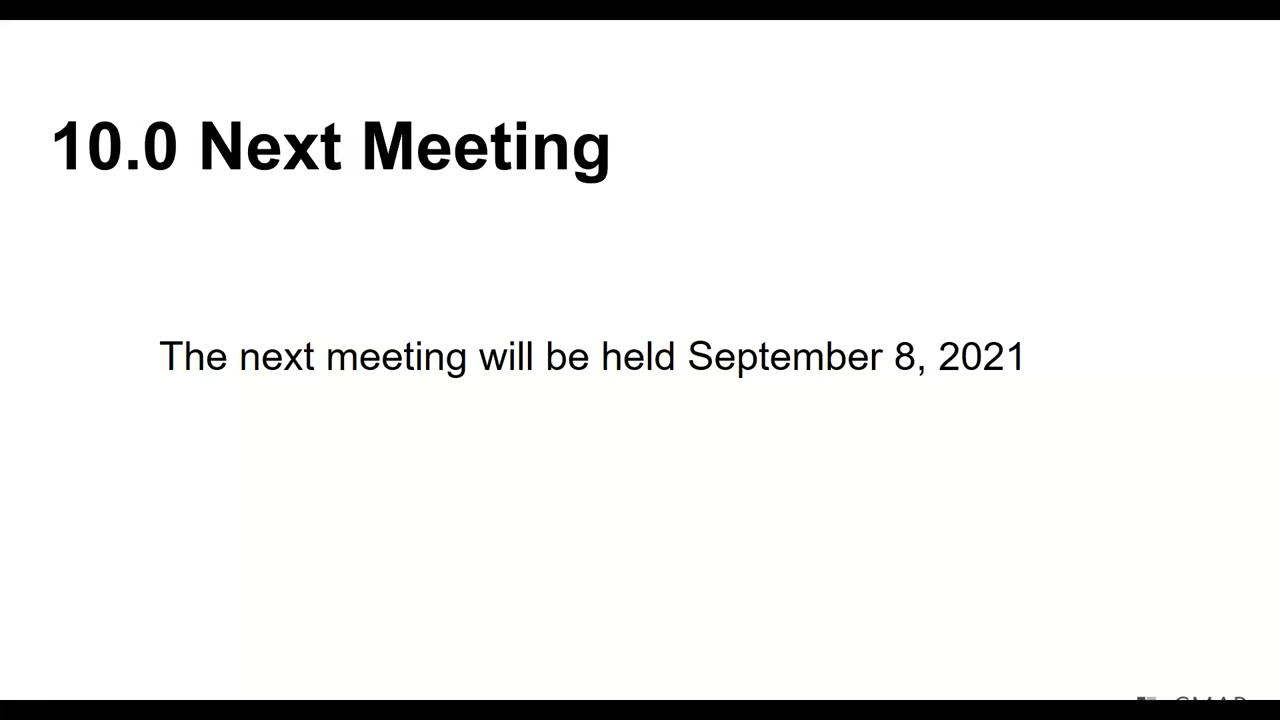 10.0 Next Meeting
The next meeting will be held September 8, 2021